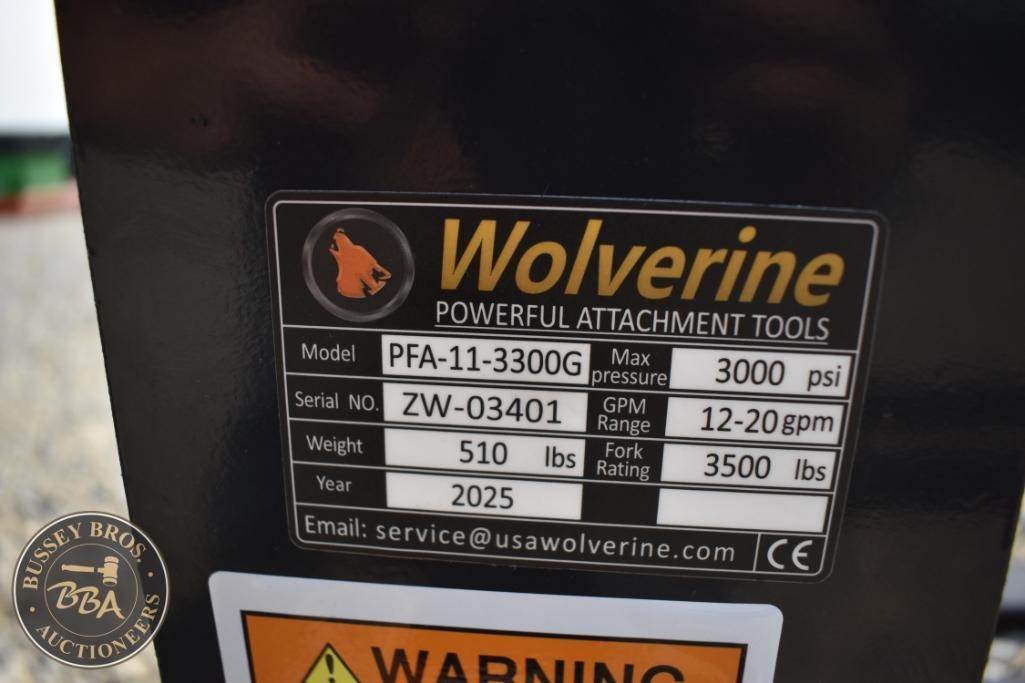 Wolverine
POWERFUL ATTACHMENT TOOLS
Model PFA-11-3300G Max pressure 3000 psi
Serial NO. ZW-03401 GPM Range 12-20 gpm
Weight 510 lbs Fork Rating 3500 lbs
Year 2025
Email: service@usawolverine.com CE
WARNING
BUSSEY BROS.
BBA
AUCTIONEERS